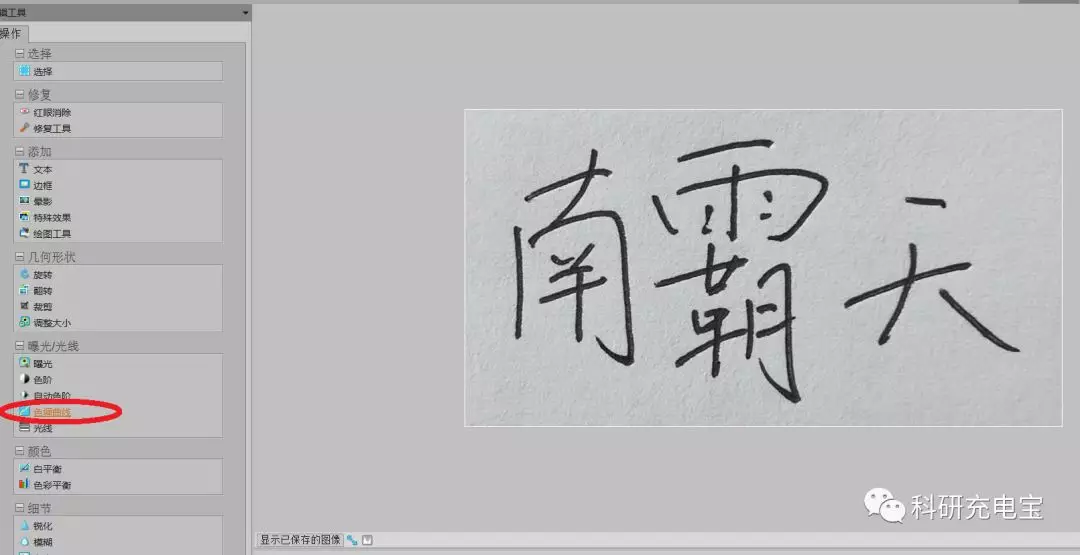 辑工具
操作
选择
选择
修复
红眼消除
修复工具
添加
文本
边框
晕影
特殊效果
绘图工具
几何形状
旋转
翻转
裁剪
调整大小
曝光/光线
曝光
色阶
自动色阶
色调曲线
光线
颜色
白平衡
色彩平衡
细节
锐化
模糊
南霸天
显示已保存的图像
科研充电宝